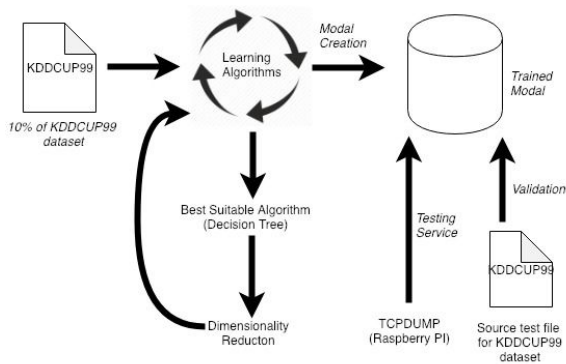 KDDCUP99
10% of KDDCUP99
dataset
Learning
Algorithms
Modal
Creation
Trained
Modal
Best Suitable Algorithm
(Decision Tree)
Dimensionality
Reducton
Testing
Service
Validation
KDDCUP99
TCPDUMP
(Raspberry PI)
Source test file
for KDDCUP99
dataset